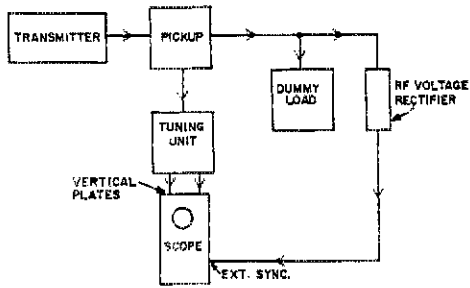 TRANSMITTER
PICKUP
DUMMY
LOAD
RF VOLTAGE
RECTIFIER
TUNING
UNIT
VERTICAL
PLATES
SCOPE
EXT. SYNC.